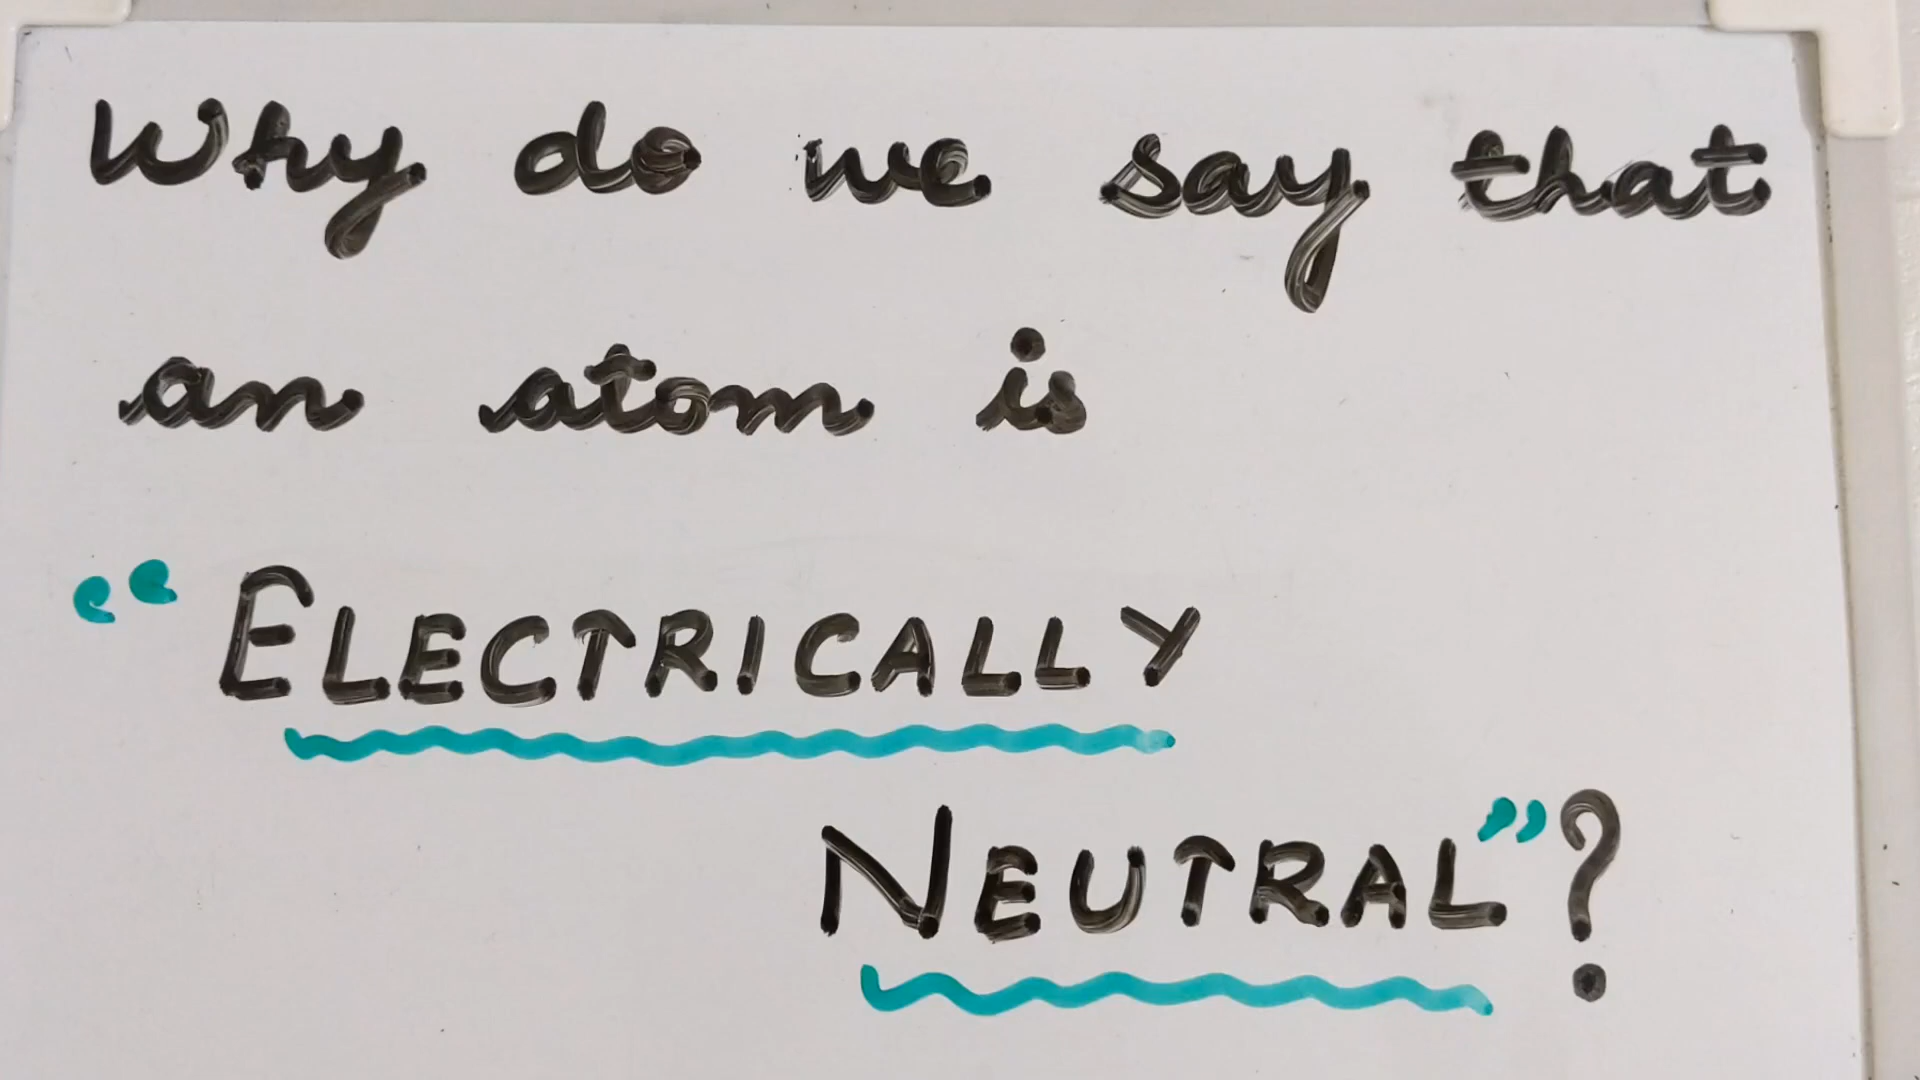 Why do we say that
an atom is
“ELECTRICALLY
NEUTRAL”?